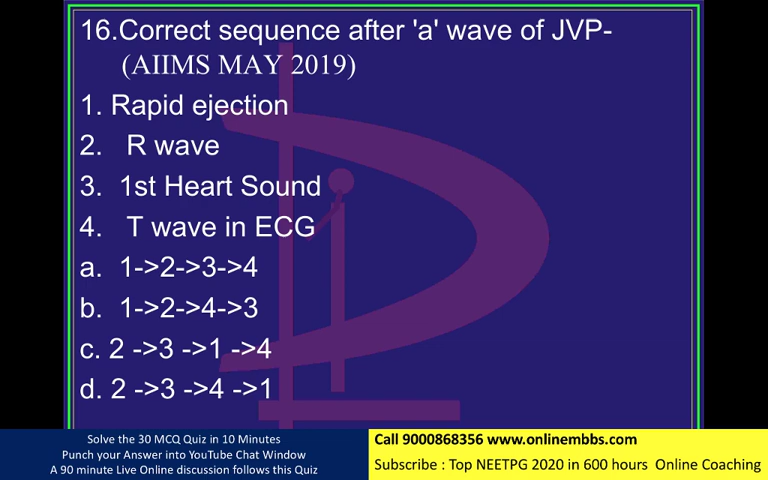 16.Correct sequence after 'a' wave of JVP-
(AIIMS MAY 2019)
1. Rapid ejection
2. R wave
3. 1st Heart Sound
4. T wave in ECG
a. 1->2->3->4
b. 1->2->4->3
c. 2 ->3 ->1 ->4
d. 2 ->3 ->4 ->1
Solve the 30 MCQ Quiz in 10 Minutes
Punch your Answer into YouTube Chat Window
A 90 minute Live Online discussion follows this Quiz
Call 9000868356 www.onlinembbs.com
Subscribe : Top NEETPG 2020 in 600 hours Online Coaching